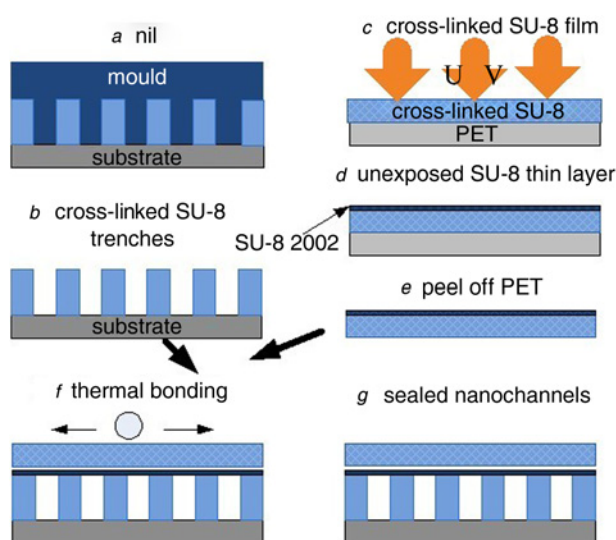 a nil
mould
substrate
b cross-linked SU-8
trenches
substrate
c cross-linked SU-8 film
U V
cross-linked SU-8
PET
d unexposed SU-8 thin layer
SU-8 2002
e peel off PET
f thermal bonding
g sealed nanochannels